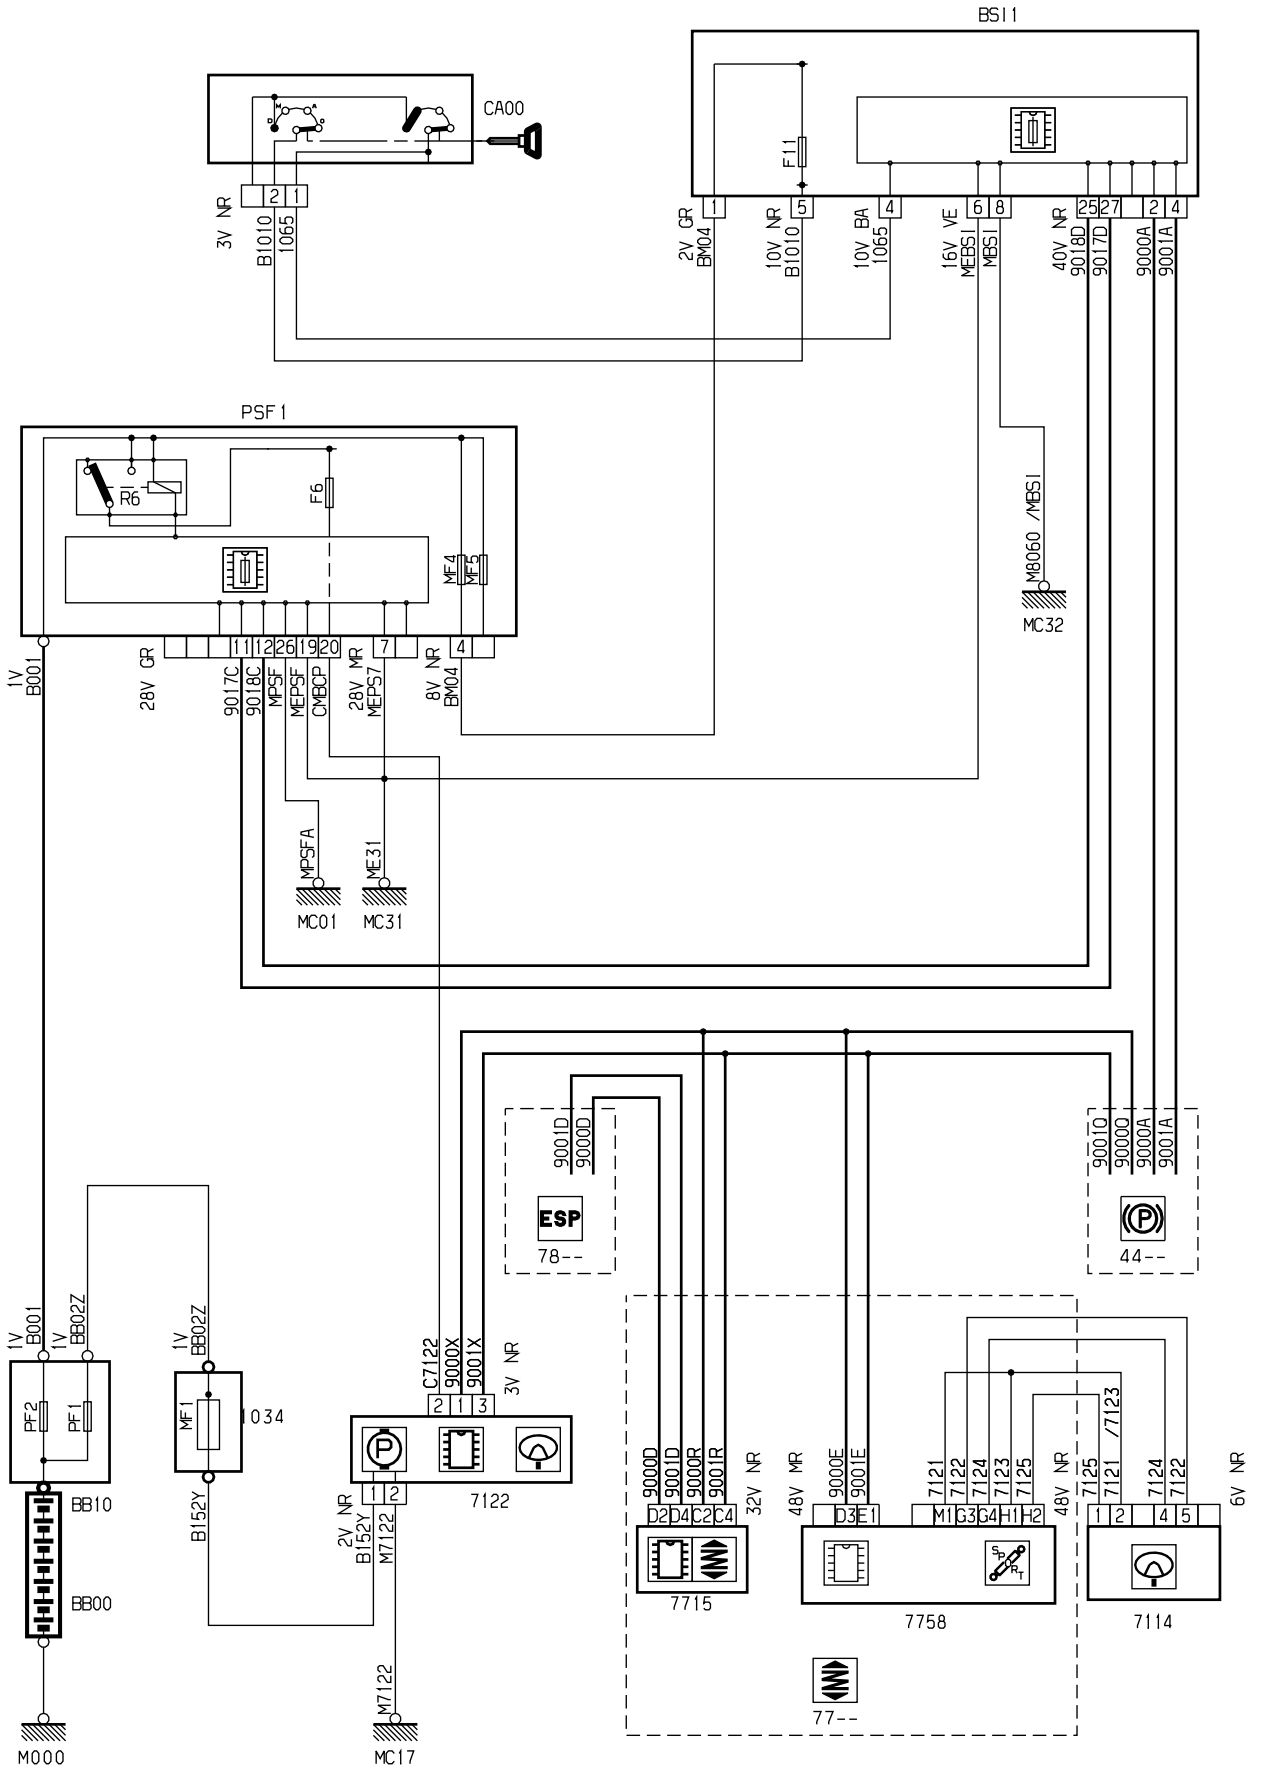 BSI1
CA00
M A
D O
F11
2 1
3V NR
B1010
1065
1 5 4 6 8 25 27 2 4
2V GR
BM04
10V NR
B1010
10V BA
1065
16V VE
MEBSI
MBSI
40V NR
9018D
9017D
9000A
9001A
PSF1
R6
F6
MF4
MF5
M8060 /MBSI
MC32
11 12 26 19 20 7 4
1V
B001
28V GR
9017C
9018C
MPSF
MEPSF
CMBCP
28V MR
MEPS7
8V NR
BM04
MPSFA
ME31
MC01
MC31
9001D
9000D
ESP
78--
9001Q
9000Q
9000A
9001A
P
44--
1V
B001
1V
BB02Z
1V
BB02Z
PF2
PF1
MF1
1034
BB10
BB00
B152Y
M000
C7122
9000X
9001X
3V NR
2 1 3
P
1 2
7122
2V NR
B152Y
M7122
M7122
MC17
9000D
9001D
9000R
9001R
32V NR
D2 D4 C2 C4
7715
48V MR
9000E
9001E
7121
7122
7124
7123
7125
48V NR
D3 E1 M1 G3 G4 H1 H2
SPORT
7758
77--
7125
7121 /7123
7124
7122
6V NR
1 2 4 5
7114